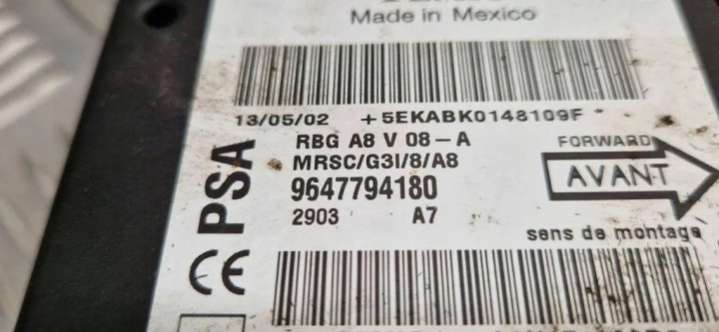 Made in Mexico
13/05/02 +5EKABK0148109F
RBG A8 V 08-A
MRSC/G3I/8/A8
9647794180
2903 A7
PSA
CE
FORWARD
AVANT
sens de montage